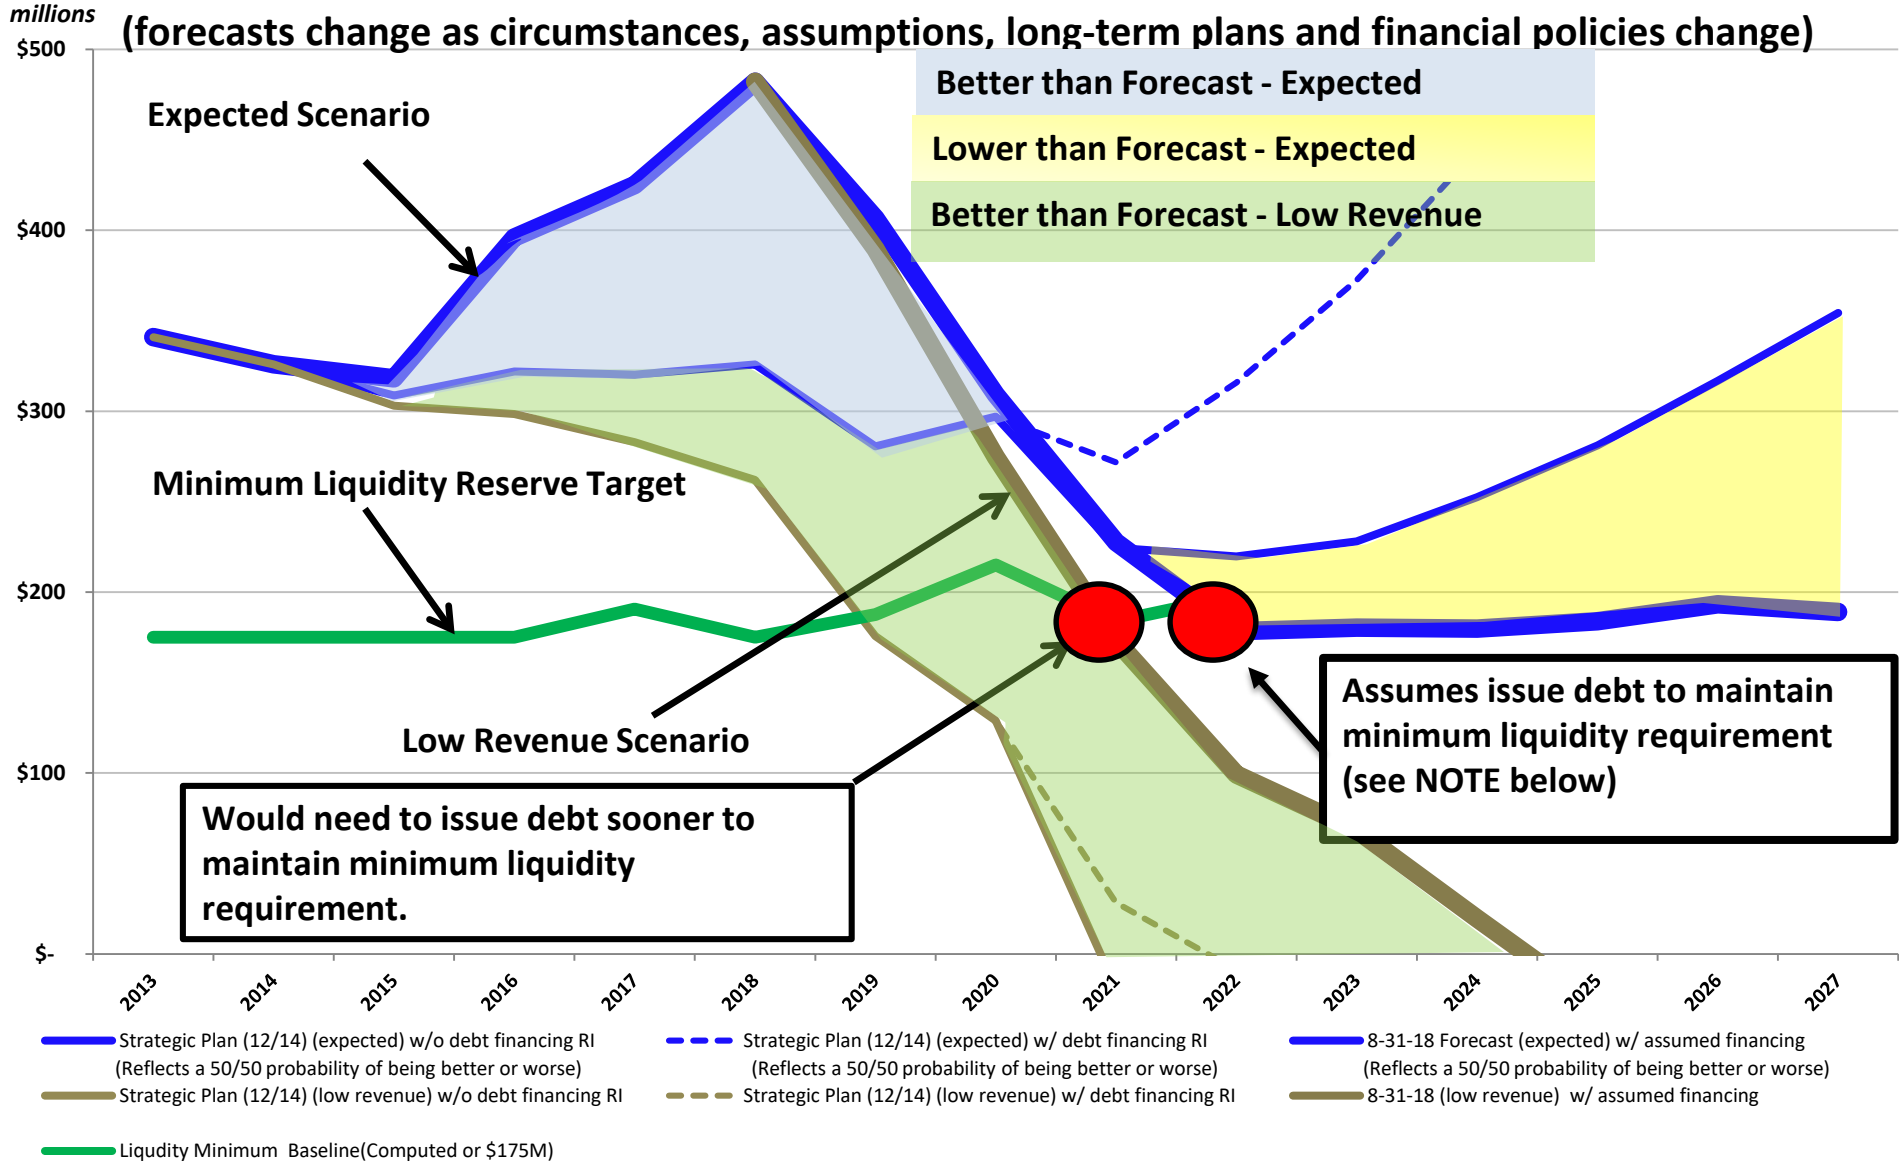 millions
(forecasts change as circumstances, assumptions, long-term plans and financial policies change)
$500
$400
$300
$200
$100
$-
Better than Forecast - Expected
Lower than Forecast - Expected
Better than Forecast - Low Revenue
Expected Scenario
Minimum Liquidity Reserve Target
Low Revenue Scenario
Would need to issue debt sooner to
maintain minimum liquidity
requirement.
Assumes issue debt to maintain
minimum liquidity requirement
(see NOTE below)
2013
2014
2015
2016
2017
2018
2019
2020
2021
2022
2023
2024
2025
2026
2027
Strategic Plan (12/14) (expected) w/o debt financing RI
(Reflects a 50/50 probability of being better or worse)
Strategic Plan (12/14) (expected) w/ debt financing RI
(Reflects a 50/50 probability of being better or worse)
8-31-18 Forecast (expected) w/ assumed financing
(Reflects a 50/50 probability of being better or worse)
Strategic Plan (12/14) (low revenue) w/o debt financing RI
Strategic Plan (12/14) (low revenue) w/ debt financing RI
8-31-18 (low revenue) w/ assumed financing
Liqudity Minimum Baseline(Computed or $175M)